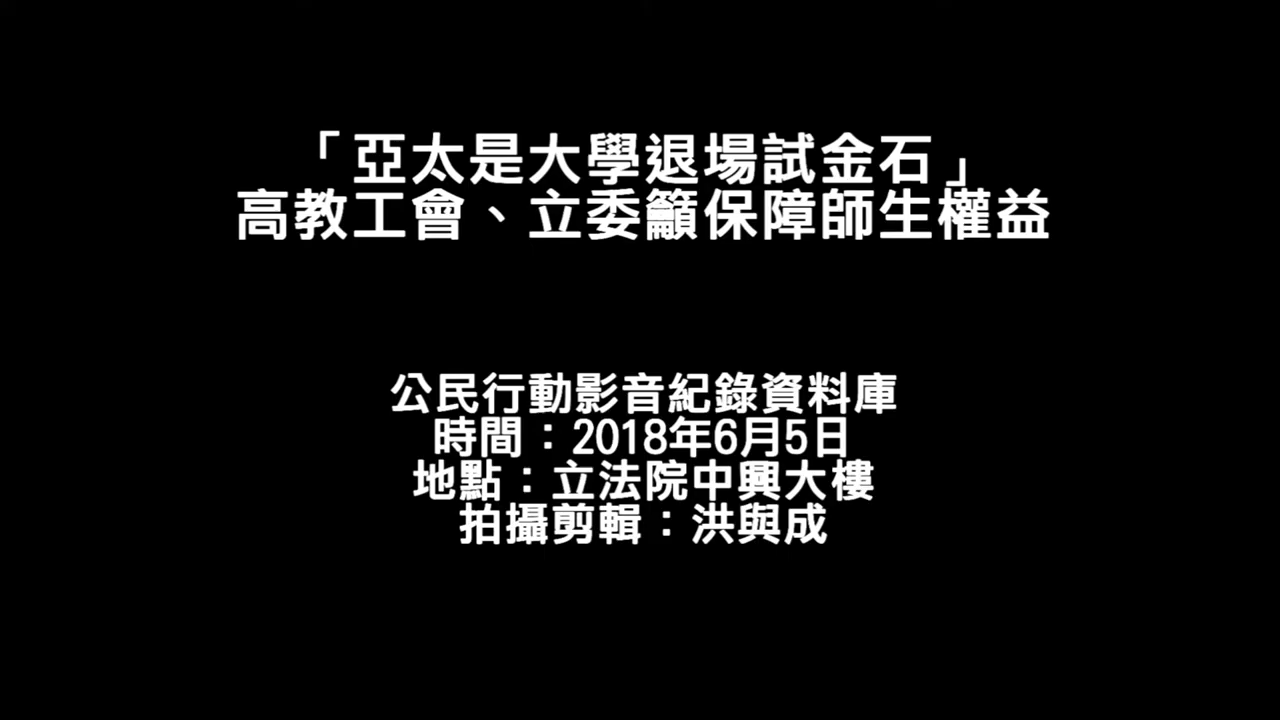 「亞太是大學退場試金石」
高教工會、立委籲保障師生權益
公民行動影音紀錄資料庫
時間：2018年6月5日
地點：立法院中興大樓
拍攝剪輯：洪與成